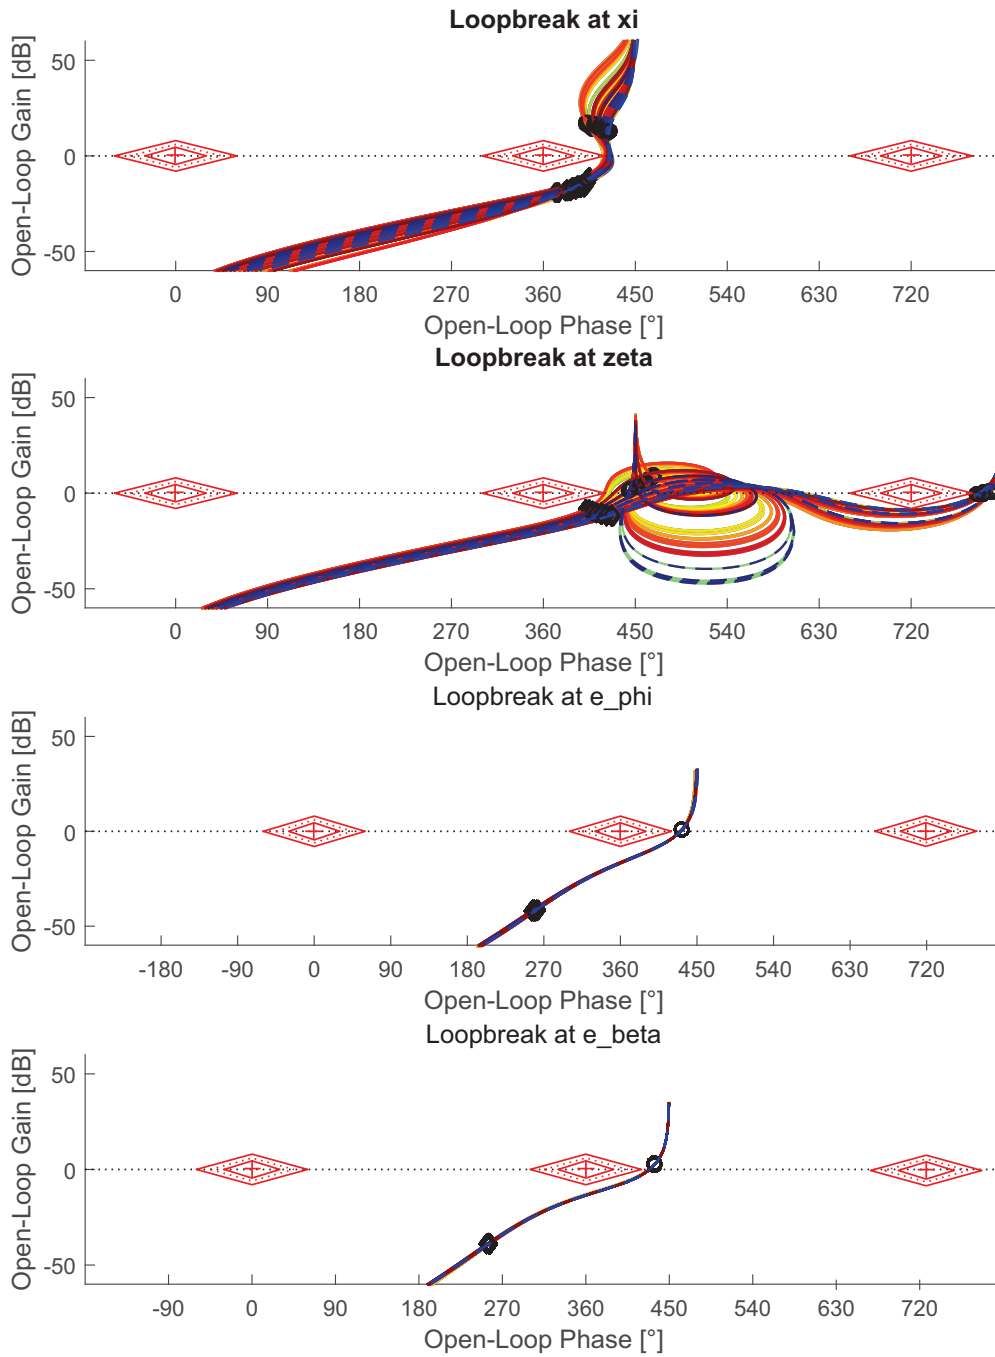 Loopbreak at xi
50
0
-50
Open-Loop Gain [dB]
0 90 180 270 360 450 540 630 720
Open-Loop Phase [°]
Loopbreak at zeta
50
0
-50
Open-Loop Gain [dB]
0 90 180 270 360 450 540 630 720
Open-Loop Phase [°]
Loopbreak at e_phi
50
0
-50
Open-Loop Gain [dB]
-180 -90 0 90 180 270 360 450 540 630 720
Open-Loop Phase [°]
Loopbreak at e_beta
50
0
-50
Open-Loop Gain [dB]
-90 0 90 180 270 360 450 540 630 720
Open-Loop Phase [°]